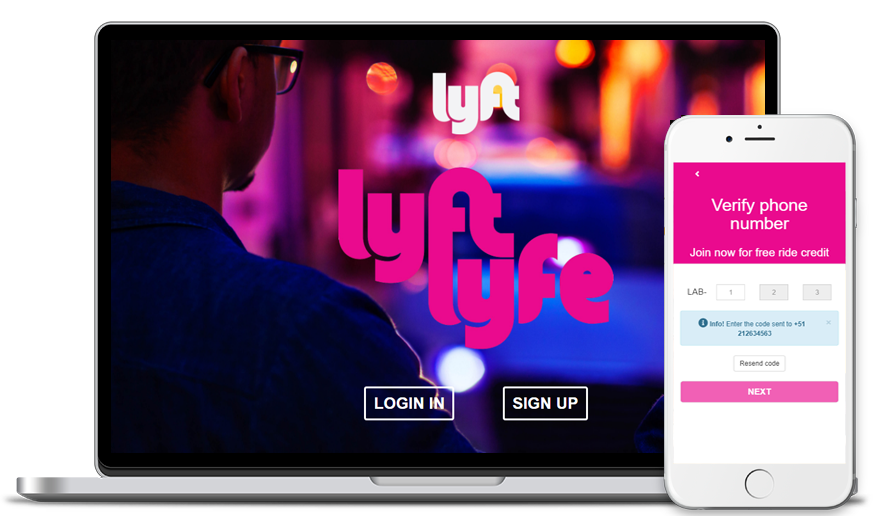 lyft
lyft
lyfe
LOGIN IN
SIGN UP
Verify phone
number
Join now for free ride credit
LAB-
1
2
3
Info! Enter the code sent to +51
212634563
×
Resend code
NEXT